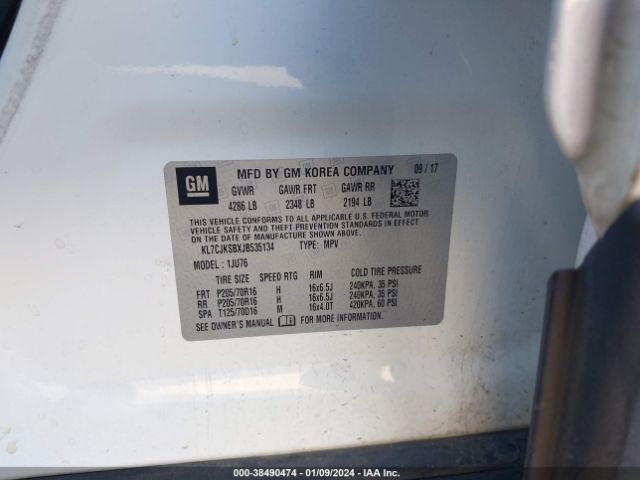 GM
MFD BY GM KOREA COMPANY 09 / 17
GVWR GAWR FRT GAWR RR
4286 LB 2348 LB 2194 LB
THIS VEHICLE CONFORMS TO ALL APPLICABLE U.S. FEDERAL MOTOR
VEHICLE SAFETY, BUMPER, AND THEFT PREVENTION STANDARDS IN
EFFECT ON THE DATE OF MANUFACTURE SHOWN ABOVE.
KL7CJKSBXJB535134 TYPE: MPV
MODEL : 1JU76
TIRE SIZE SPEED RTG RIM COLD TIRE PRESSURE
FRT P205/70R16 H 16x6.5J 240KPA, 35 PSI
RR P205/70R16 H 16x6.5J 240KPA, 35 PSI
SPA T125/70D16 M 16x4.0T 420KPA, 60 PSI
SEE OWNER'S MANUAL FOR MORE INFORMATION.
000-38490474 — 01/09/2024 — IAA Inc.